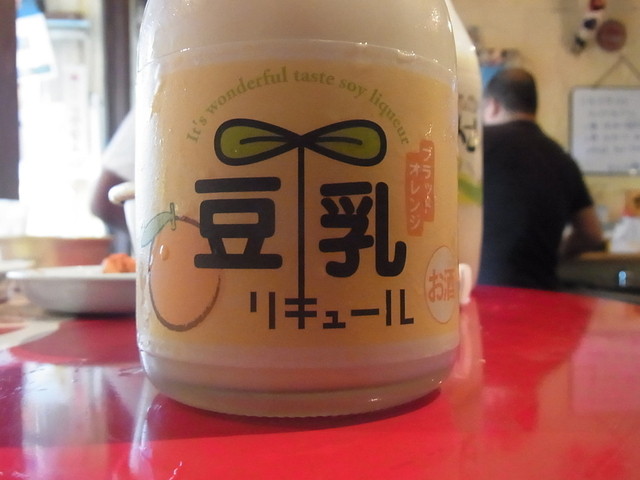 It's wonderful taste soy liqueur
ブラッド
オレンジ
豆乳
リキュール
お酒